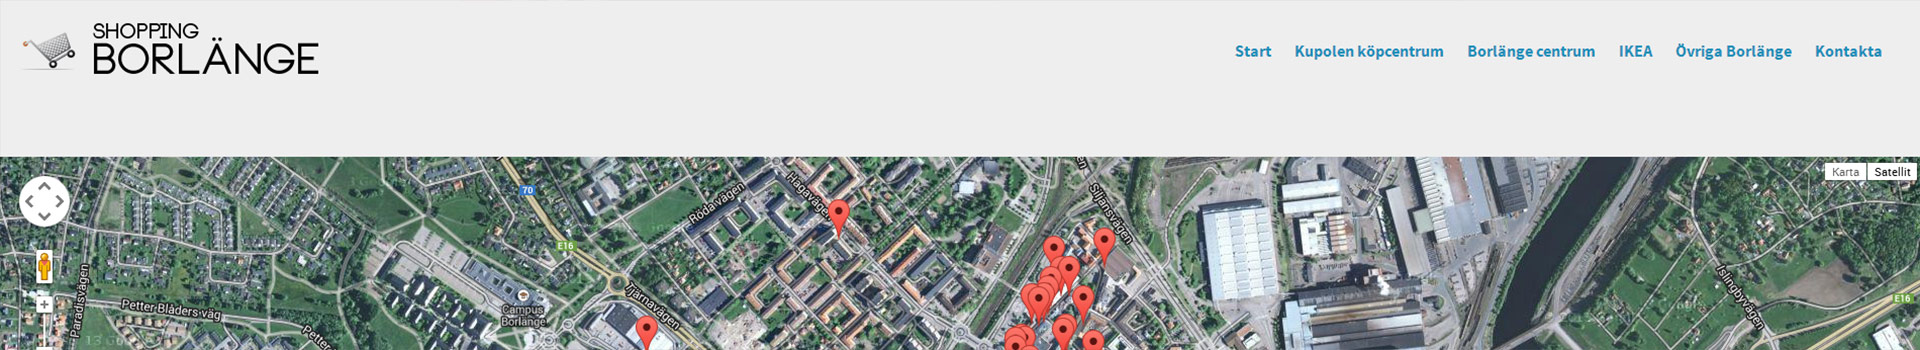 SHOPPING
BORLÄNGE
Start Kupolen köpcentrum Borlänge centrum IKEA Övriga Borlänge Kontakta
Karta Satellit
70
Röda vägen
Hagavägen
Siljansvägen
E16
Paradisvägen
Petter Blåders väg
Petter
Campus
Borlänge
Tjärnavägen
Islingbyvägen
E16